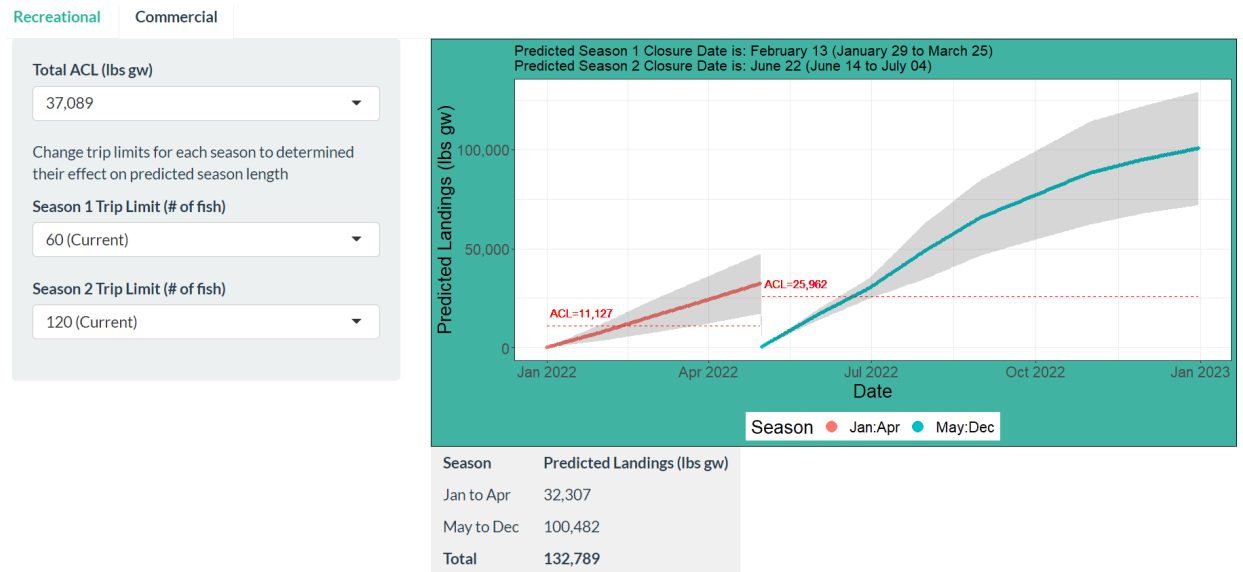 Recreational
Commercial
Total ACL (lbs gw)
37,089
Change trip limits for each season to determined
their effect on predicted season length
Season 1 Trip Limit (# of fish)
60 (Current)
Season 2 Trip Limit (# of fish)
120 (Current)
Predicted Season 1 Closure Date is: February 13 (January 29 to March 25)
Predicted Season 2 Closure Date is: June 22 (June 14 to July 04)
Predicted Landings (lbs gw)
100,000
50,000
0
ACL=11,127
ACL=25,962
Jan 2022
Apr 2022
Jul 2022
Oct 2022
Jan 2023
Date
Season
Jan:Apr
May:Dec
Season Predicted Landings (lbs gw)
Jan to Apr 32,307
May to Dec 100,482
Total 132,789